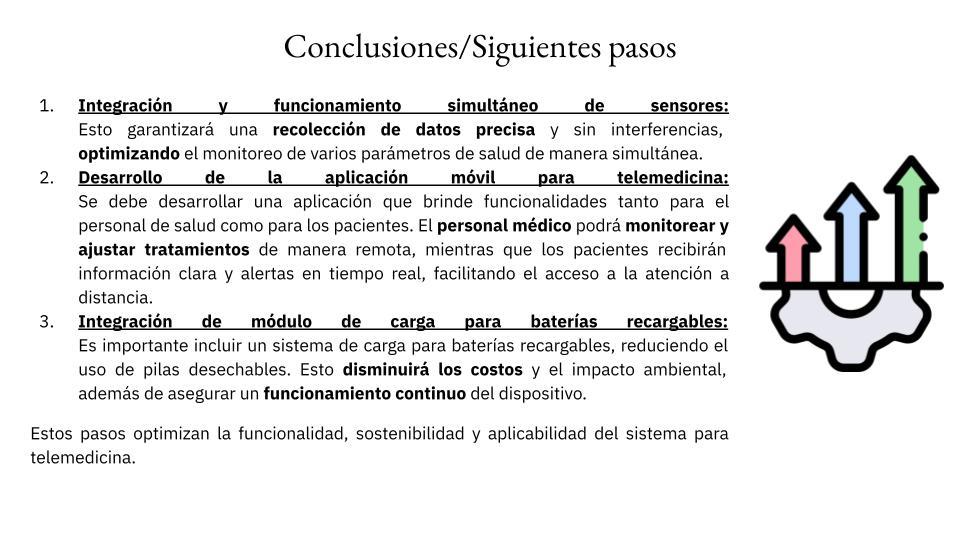 Conclusiones/Siguientes pasos
1. Integración y funcionamiento simultáneo de sensores:
Esto garantizará una recolección de datos precisa y sin interferencias,
optimizando el monitoreo de varios parámetros de salud de manera simultánea.
2. Desarrollo de la aplicación móvil para telemedicina:
Se debe desarrollar una aplicación que brinde funcionalidades tanto para el
personal de salud como para los pacientes. El personal médico podrá monitorear y
ajustar tratamientos de manera remota, mientras que los pacientes recibirán
información clara y alertas en tiempo real, facilitando el acceso a la atención a
distancia.
3. Integración de módulo de carga para baterías recargables:
Es importante incluir un sistema de carga para baterías recargables, reduciendo el
uso de pilas desechables. Esto disminuirá los costos y el impacto ambiental,
además de asegurar un funcionamiento continuo del dispositivo.
Estos pasos optimizan la funcionalidad, sostenibilidad y aplicabilidad del sistema para
telemedicina.